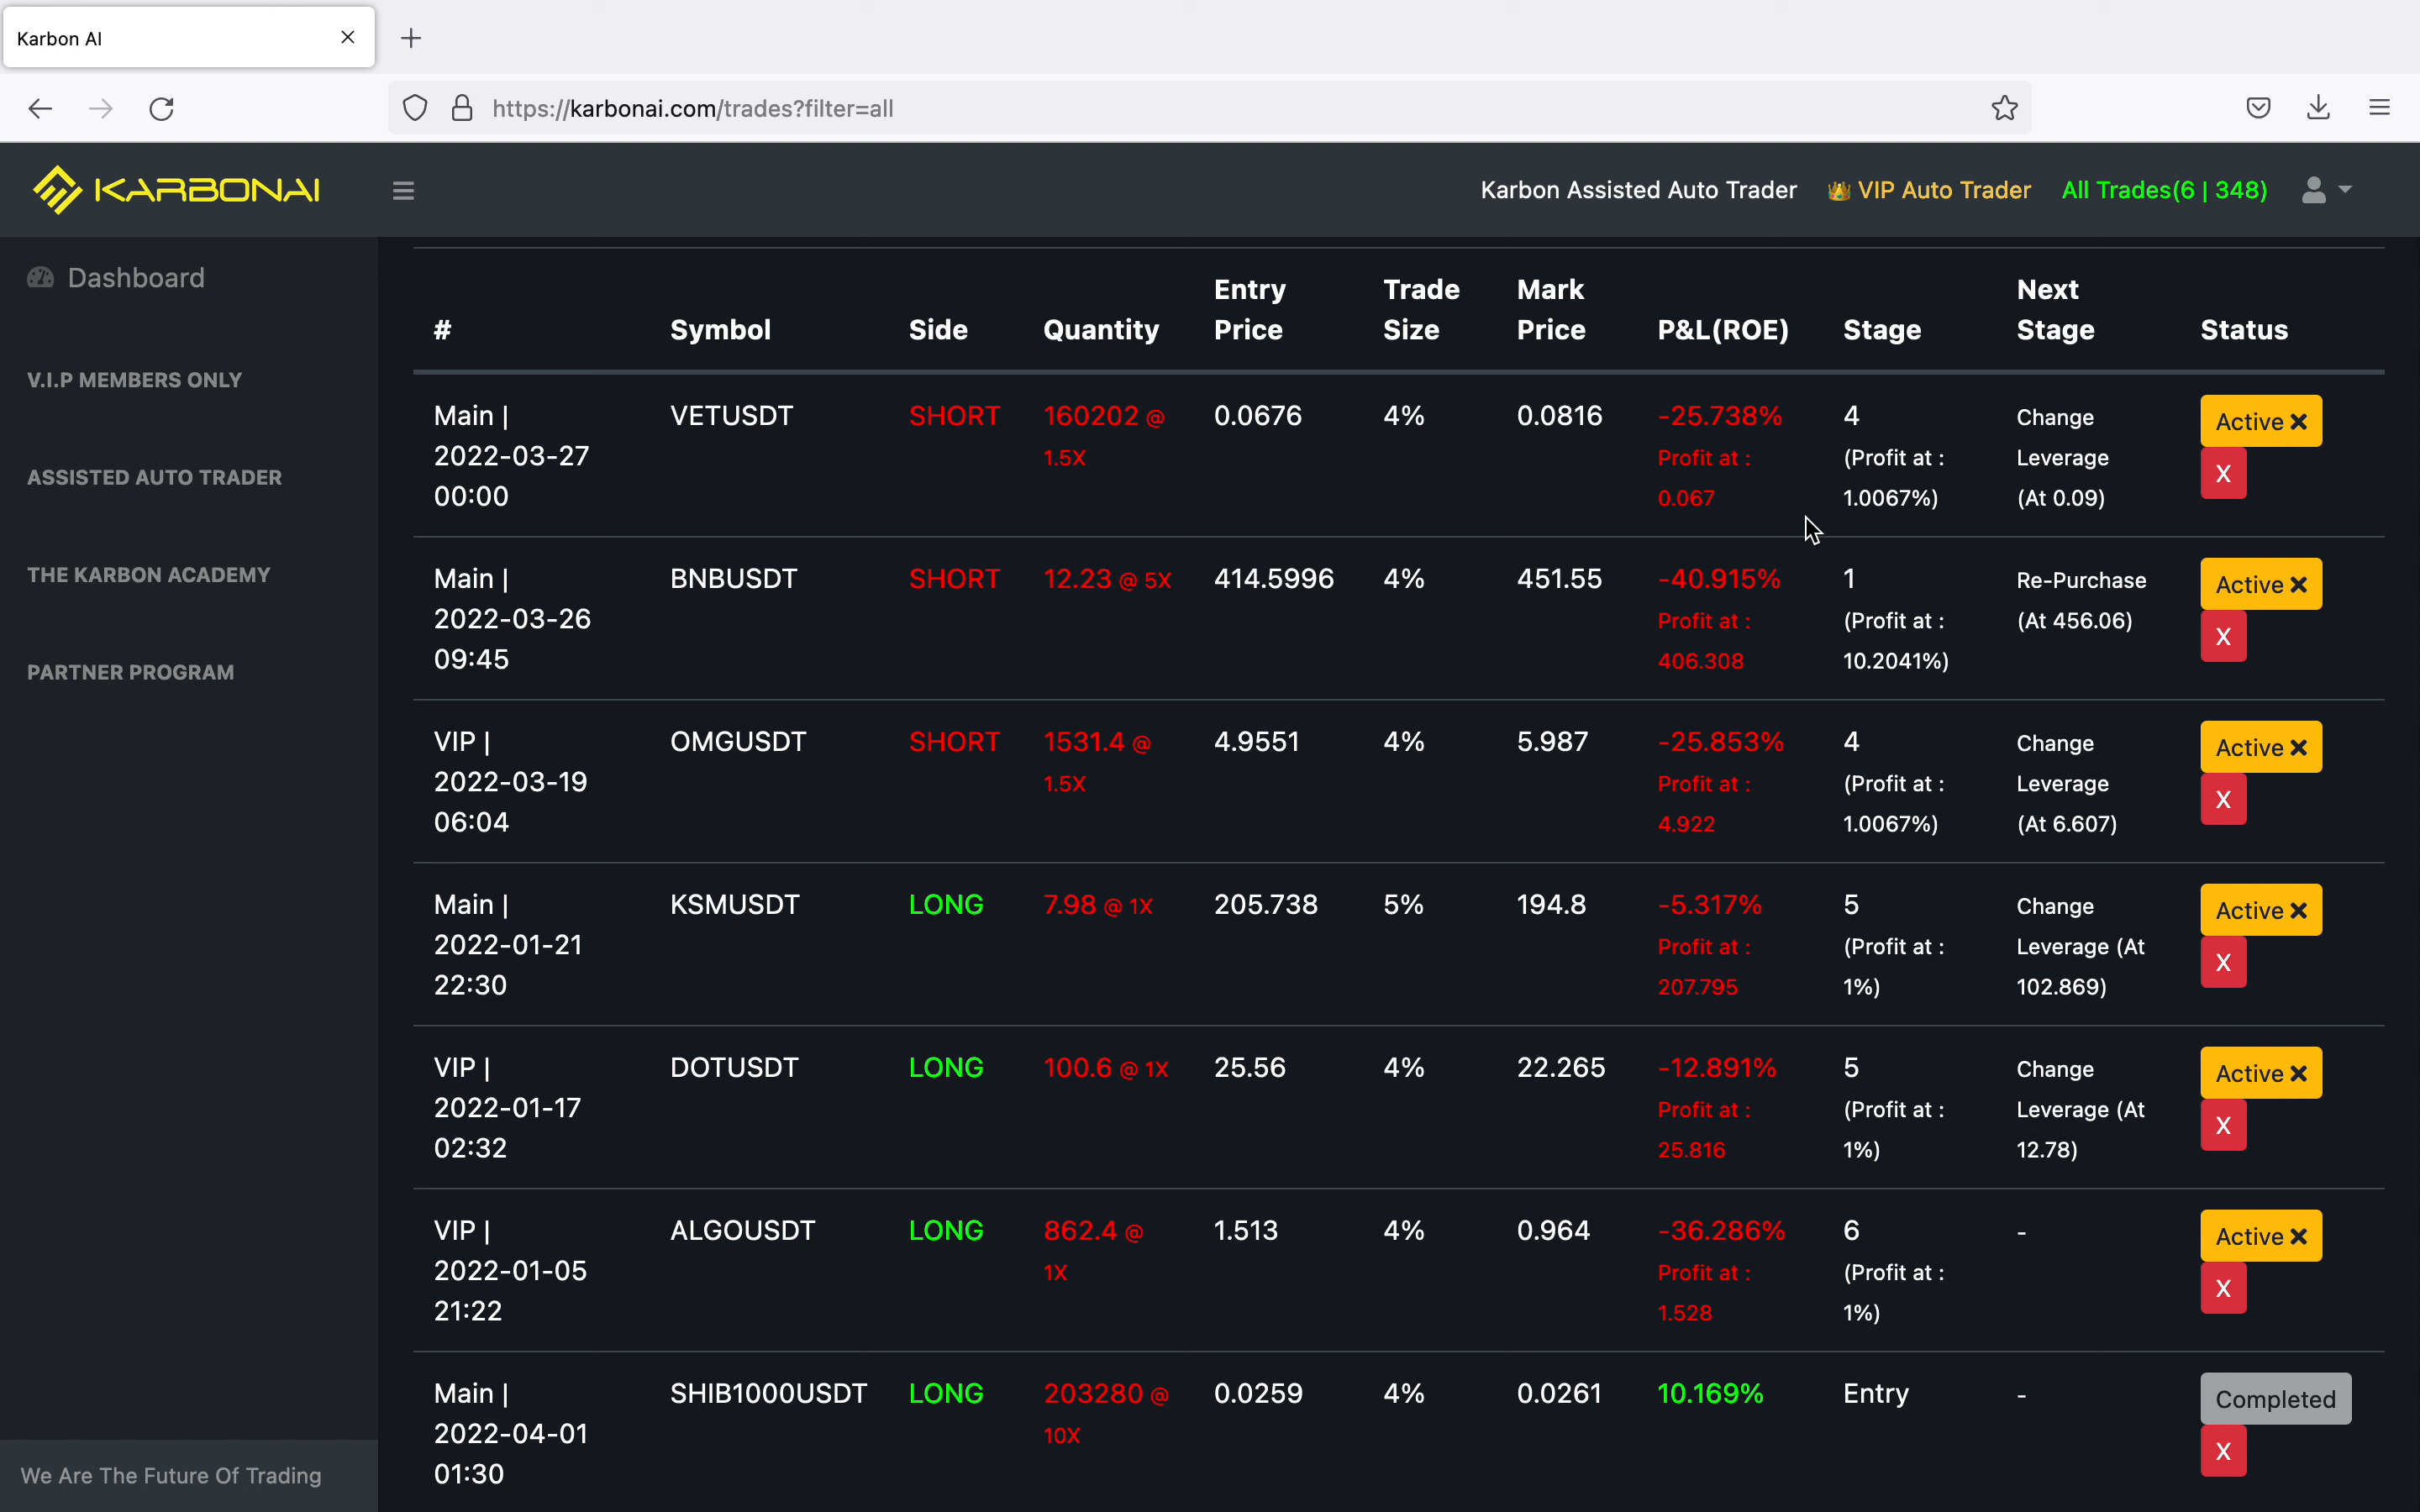 Karbon AI
https://karbonai.com/trades?filter=all
KARBONAI
Karbon Assisted Auto Trader
VIP Auto Trader
All Trades(6 | 348)
Dashboard
V.I.P MEMBERS ONLY
ASSISTED AUTO TRADER
THE KARBON ACADEMY
PARTNER PROGRAM
We Are The Future Of Trading
#
Symbol
Side
Quantity
Entry
Price
Trade
Size
Mark
Price
P&L(ROE)
Stage
Next
Stage
Status
Main |
2022-03-27
00:00
VETUSDT
SHORT
160202 @
1.5X
0.0676
4%
0.0816
-25.738%
Profit at :
0.067
4
(Profit at :
1.0067%)
Change
Leverage
(At 0.09)
Active
X
Main |
2022-03-26
09:45
BNBUSDT
SHORT
12.23 @ 5X
414.5996
4%
451.55
-40.915%
Profit at :
406.308
1
(Profit at :
10.2041%)
Re-Purchase
(At 456.06)
Active
X
VIP |
2022-03-19
06:04
OMGUSDT
SHORT
1531.4 @
1.5X
4.9551
4%
5.987
-25.853%
Profit at :
4.922
4
(Profit at :
1.0067%)
Change
Leverage
(At 6.607)
Active
X
Main |
2022-01-21
22:30
KSMUSDT
LONG
7.98 @ 1X
205.738
5%
194.8
-5.317%
Profit at :
207.795
5
(Profit at :
1%)
Change
Leverage (At
102.869)
Active
X
VIP |
2022-01-17
02:32
DOTUSDT
LONG
100.6 @ 1X
25.56
4%
22.265
-12.891%
Profit at :
25.816
5
(Profit at :
1%)
Change
Leverage (At
12.78)
Active
X
VIP |
2022-01-05
21:22
ALGOUSDT
LONG
862.4 @
1X
1.513
4%
0.964
-36.286%
Profit at :
1.528
6
(Profit at :
1%)
-
Active
X
Main |
2022-04-01
01:30
SHIB1000USDT
LONG
203280 @
10X
0.0259
4%
0.0261
10.169%
Entry
-
Completed
X